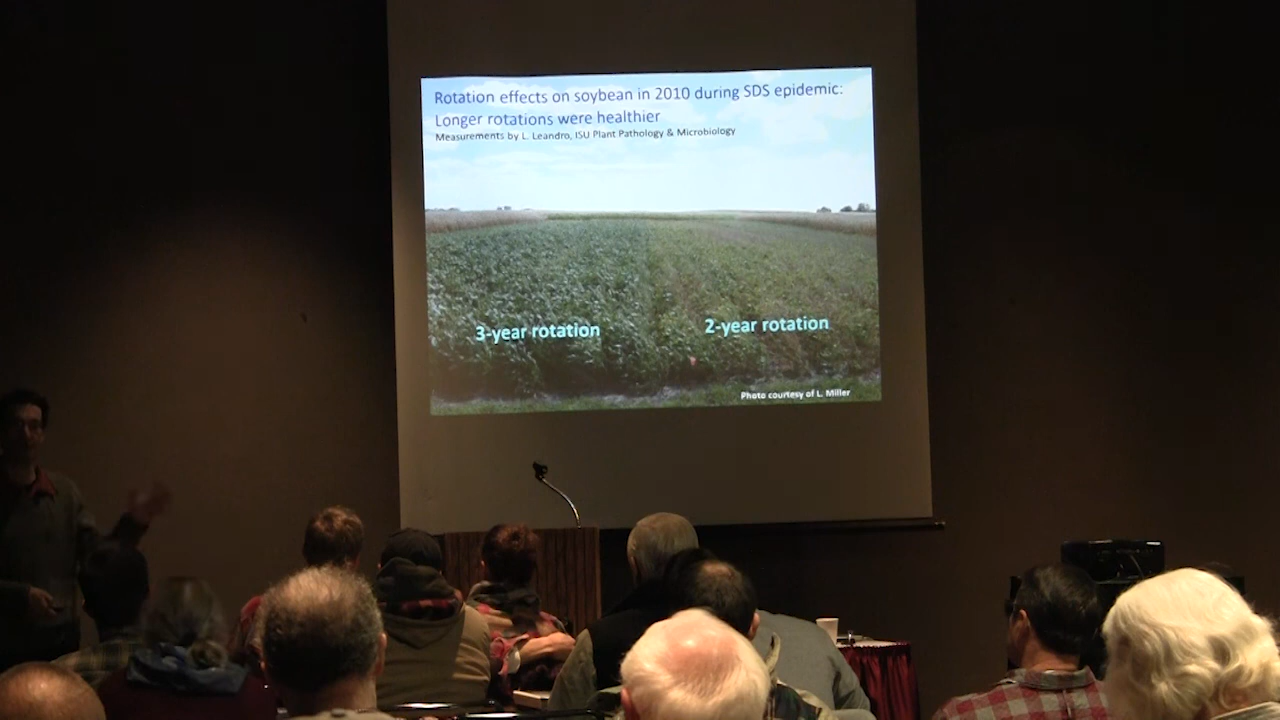 Rotation effects on soybean in 2010 during SDS epidemic:
Longer rotations were healthier
Measurements by L. Leandro, ISU Plant Pathology & Microbiology
3-year rotation
2-year rotation
Photo courtesy of L. Miller